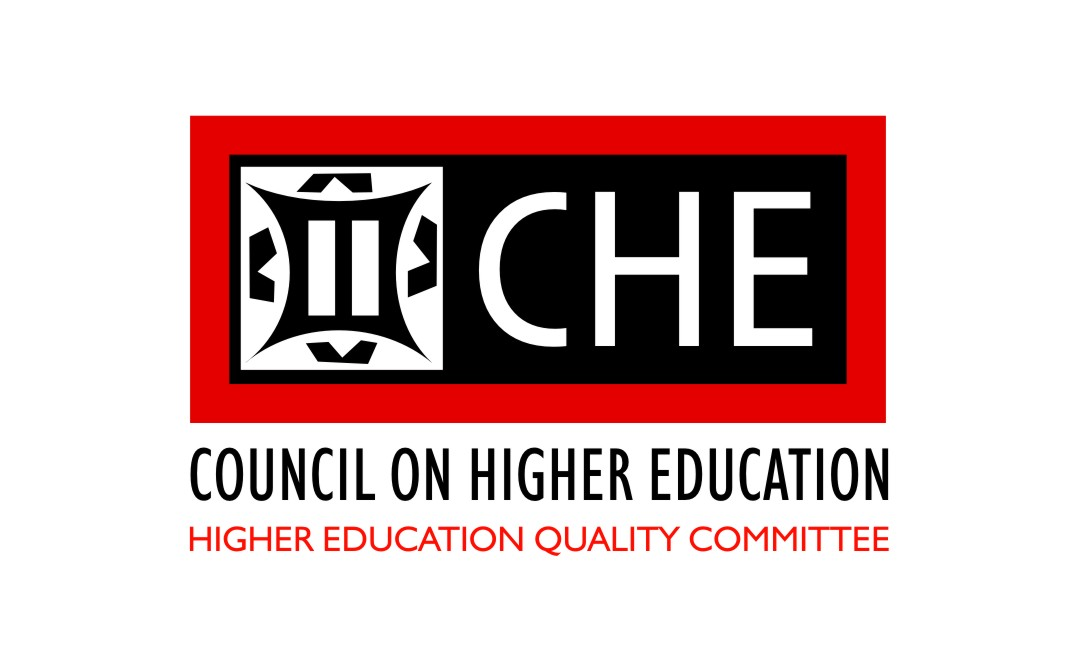 CHE
COUNCIL ON HIGHER EDUCATION
HIGHER EDUCATION QUALITY COMMITTEE